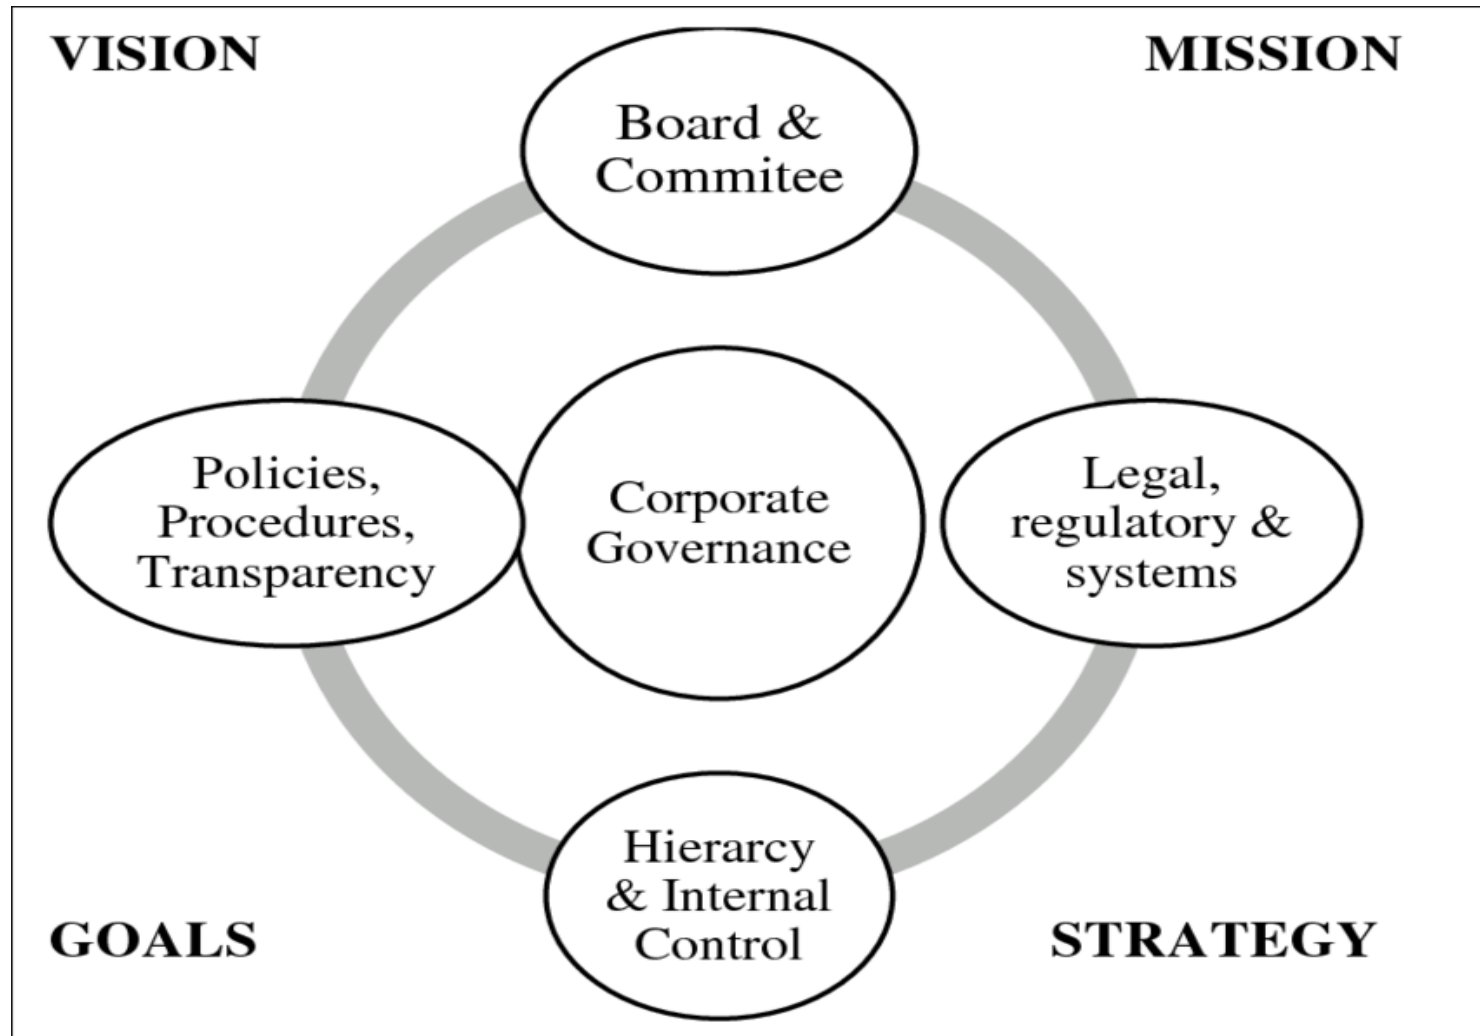 VISION
MISSION
Board &
Commitee
Policies,
Procedures,
Transparency
Corporate
Governance
Legal,
regulatory &
systems
Hierarcy
& Internal
Control
GOALS
STRATEGY